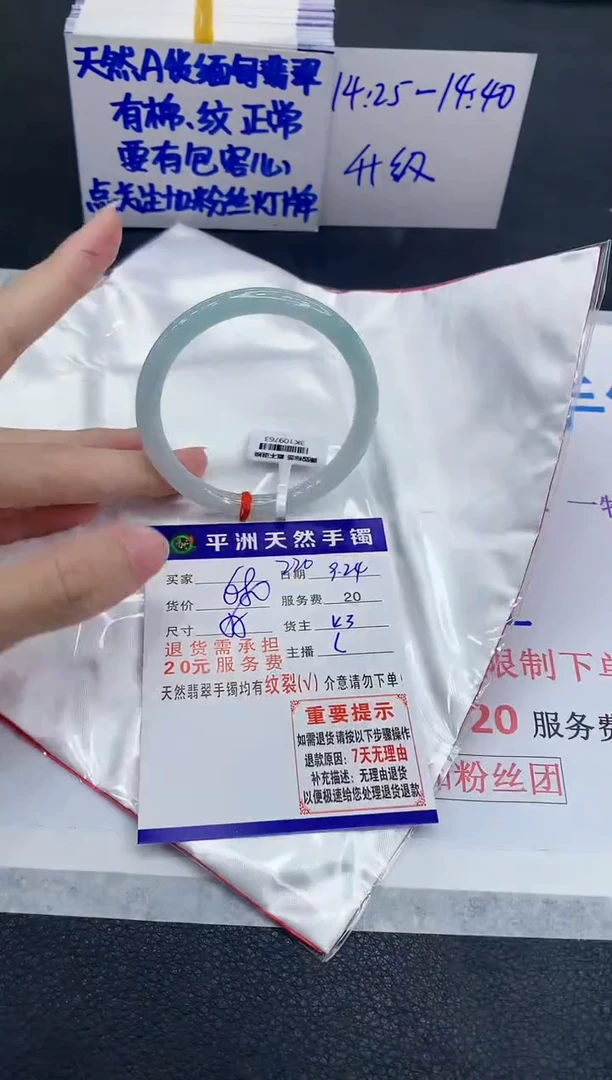 天然A货缅甸翡翠
有棉、纹正常
要有包容心
点关注加粉丝灯牌
14:25-14:40
升级
3K109763
平洲天然手镯
买家 日期 9.24
货价 680 服务费 20
尺寸 货主 K3
退货需承担 主播 L
20元服务费
天然翡翠手镯均有纹裂(√) 介意请勿下单
重要提示
如需退货请按以下步骤操作
退款原因：7天无理由
补充描述：无理由退货
以便极速给您处理退货退款
限制下单
20 服务费
粉丝团